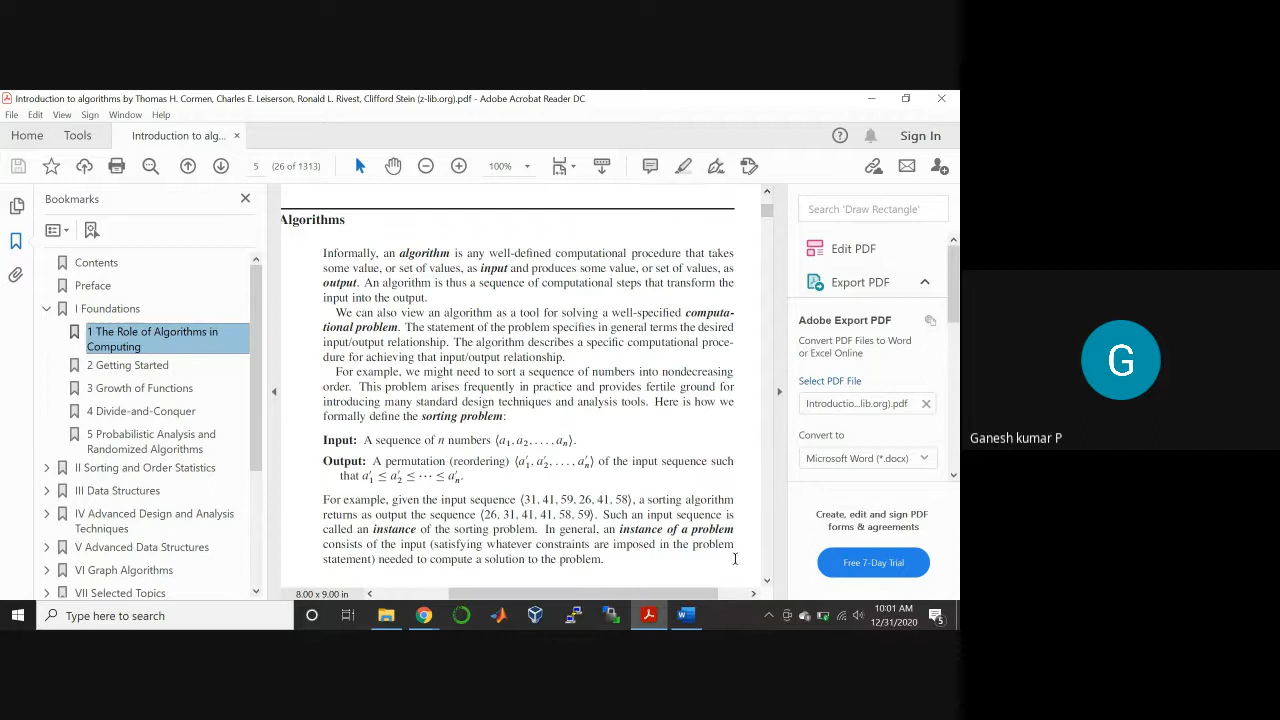 Introduction to algorithms by Thomas H. Cormen, Charles E. Leiserson, Ronald L. Rivest, Clifford Stein (z-lib.org).pdf - Adobe Acrobat Reader DC
File Edit View Sign Window Help
Home Tools Introduction to alg... × Sign In
5 (26 of 1313) 100%
Bookmarks
Contents
Preface
I Foundations
1 The Role of Algorithms in
Computing
2 Getting Started
3 Growth of Functions
4 Divide-and-Conquer
5 Probabilistic Analysis and
Randomized Algorithms
II Sorting and Order Statistics
III Data Structures
IV Advanced Design and Analysis
Techniques
V Advanced Data Structures
VI Graph Algorithms
VII Selected Topics
Algorithms
Informally, an algorithm is any well-defined computational procedure that takes
some value, or set of values, as input and produces some value, or set of values, as
output. An algorithm is thus a sequence of computational steps that transform the
input into the output.
We can also view an algorithm as a tool for solving a well-specified computa-
tional problem. The statement of the problem specifies in general terms the desired
input/output relationship. The algorithm describes a specific computational proce-
dure for achieving that input/output relationship.
For example, we might need to sort a sequence of numbers into nondecreasing
order. This problem arises frequently in practice and provides fertile ground for
introducing many standard design techniques and analysis tools. Here is how we
formally define the sorting problem:
Input: A sequence of n numbers ⟨a₁, a₂, . . . , aₙ⟩.
Output: A permutation (reordering) ⟨a′₁, a′₂, . . . , a′ₙ⟩ of the input sequence such
that a′₁ ≤ a′₂ ≤ ··· ≤ a′ₙ.
For example, given the input sequence ⟨31, 41, 59, 26, 41, 58⟩, a sorting algorithm
returns as output the sequence ⟨26, 31, 41, 41, 58, 59⟩. Such an input sequence is
called an instance of the sorting problem. In general, an instance of a problem
consists of the input (satisfying whatever constraints are imposed in the problem
statement) needed to compute a solution to the problem.
8.00 x 9.00 in
Search 'Draw Rectangle'
Edit PDF
Export PDF
Adobe Export PDF
Convert PDF Files to Word
or Excel Online
Select PDF File
Introductio...lib.org).pdf
Convert to
Microsoft Word (*.docx)
Create, edit and sign PDF
forms & agreements
Free 7-Day Trial
Type here to search
10:01 AM
12/31/2020
5
G
Ganesh kumar P